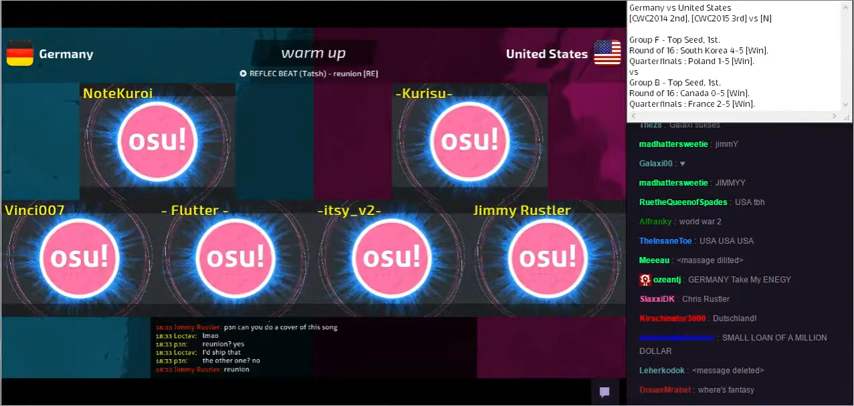 Germany
warm up
United States
REFLEC BEAT (Tatsh) - reunion [RE]
NoteKuroi
-Kurisu-
osu!
osu!
Vinci007
- Flutter -
-itsy_v2-
Jimmy Rustler
osu!
osu!
osu!
osu!
18:33 Jimmy Rustler: p3n can you do a cover of this song
18:33 Loctav: lmao
18:33 p3n: reunion? yes
18:33 Loctav: I'd ship that
18:33 p3n: the other one? no
18:33 Jimmy Rustler: reunion
Germany vs United States
[CWC2014 2nd], [CWC2015 3rd] vs [N]
Group F - Top Seed, 1st.
Round of 16 : South Korea 4-5 [Win].
Quarterfinals : Poland 1-5 [Win].
vs
Group B - Top Seed, 1st.
Round of 16 : Canada 0-5 [Win].
Quarterfinals : France 2-5 [Win].
Galaxi sukses
madhattersweetie : jimmY
Galaxi00 : ♥
madhattersweetie : JIMMYY
RuetheQueenofSpades : USA tbh
Alfranky : world war 2
TheInsaneToe : USA USA USA
Meeeau : <massage dilited>
ozeantj : GERMANY Take My ENEGY
SlaxxiDK : Chris Rustler
Kirschinator3000 : Dutschland!
: SMALL LOAN OF A MILLION
DOLLAR
Leherkodok : <message deleted>
DouaeMrabet : where's fantasy